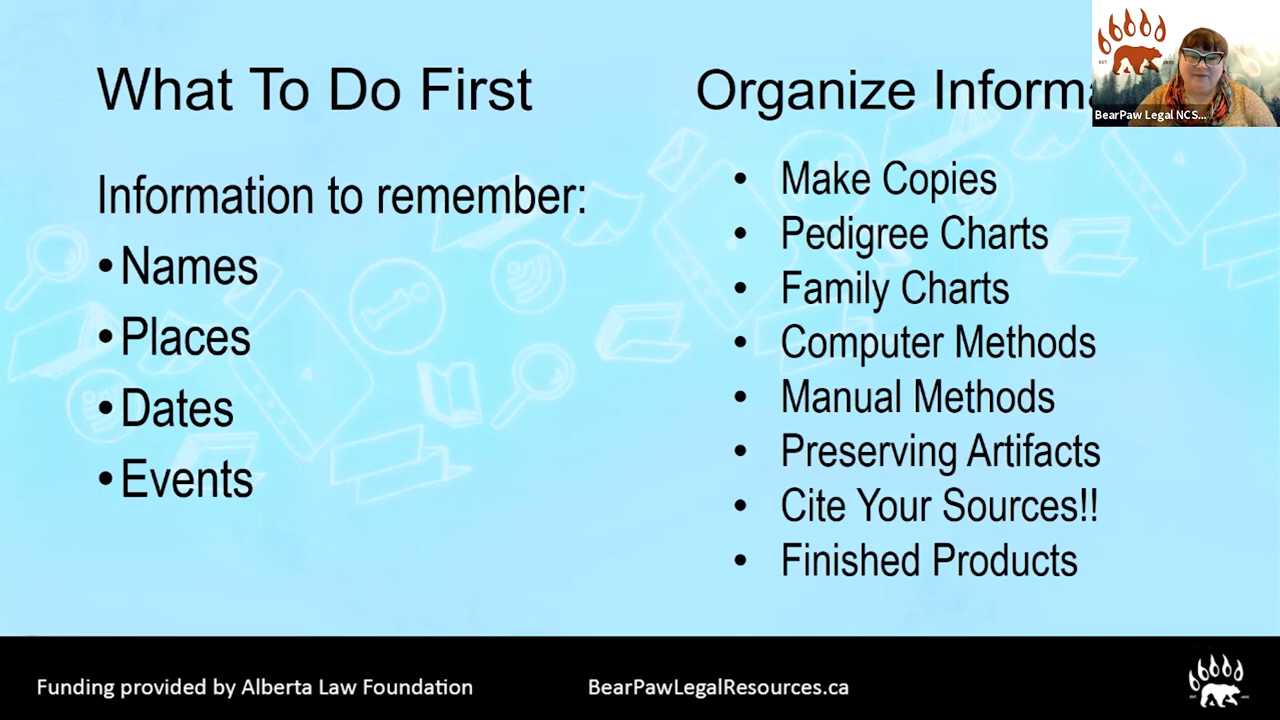 What To Do First
Information to remember:
• Names
• Places
• Dates
• Events
Organize Informa
• Make Copies
• Pedigree Charts
• Family Charts
• Computer Methods
• Manual Methods
• Preserving Artifacts
• Cite Your Sources!!
• Finished Products
BearPaw Legal NCS...
Funding provided by Alberta Law Foundation
BearPawLegalResources.ca